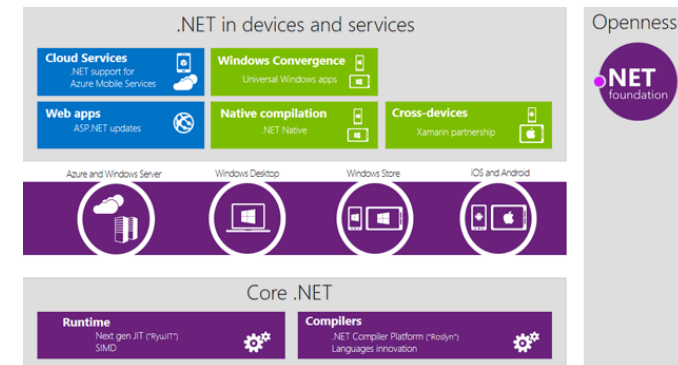 .NET in devices and services
Openness
Cloud Services
.NET support for
Azure Mobile Services
Windows Convergence
Universal Windows apps
Web apps
ASP.NET updates
Native compilation
.NET Native
Cross-devices
Xamarin partnership
.NET
foundation
Azure and Windows Server
Windows Desktop
Windows Store
iOS and Android
Core .NET
Runtime
Next gen JIT ("RyuJIT")
SIMD
Compilers
.NET Compiler Platform ("Roslyn")
Languages innovation